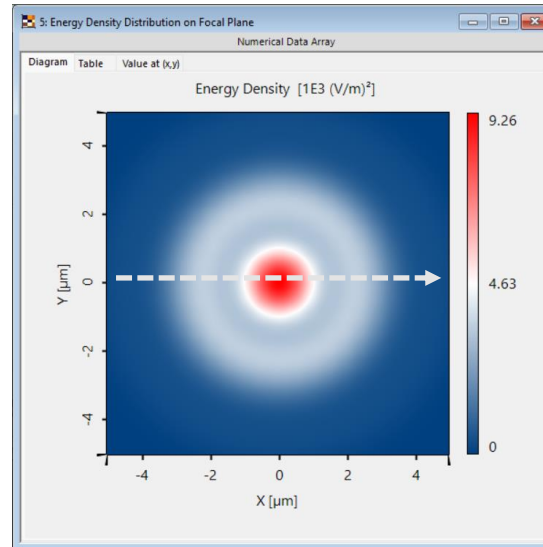 5: Energy Density Distribution on Focal Plane
Numerical Data Array
Diagram Table Value at (x,y)
Energy Density [1E3 (V/m)²]
9.26
4.63
0
4
2
0
-2
-4
Y [µm]
-4 -2 0 2 4
X [µm]